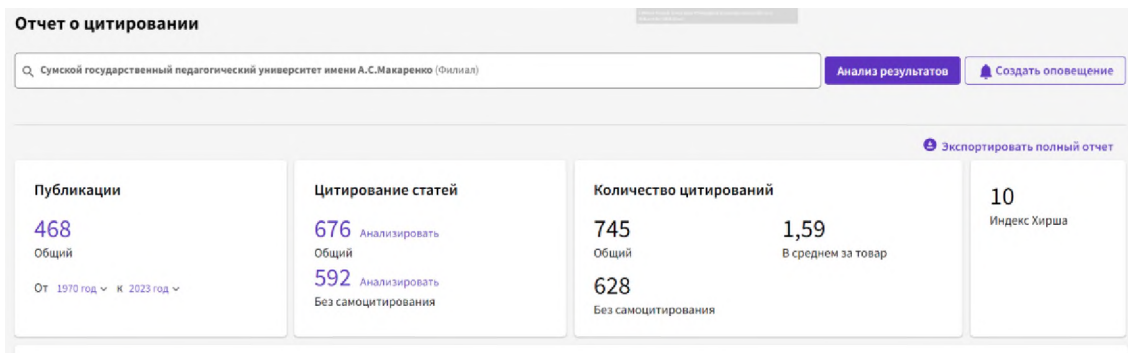 Отчет о цитировании
Сумской государственный педагогический университет имени А.С.Макаренко (Филиал)
Анализ результатов
Создать оповещение
Экспортировать полный отчет
Публикации
468
Общий
От 1970 год к 2023 год
Цитирование статей
676 Анализировать
Общий
592 Анализировать
Без самоцитирования
Количество цитирований
745
Общий
628
Без самоцитирования
1,59
В среднем за товар
10
Индекс Хирша